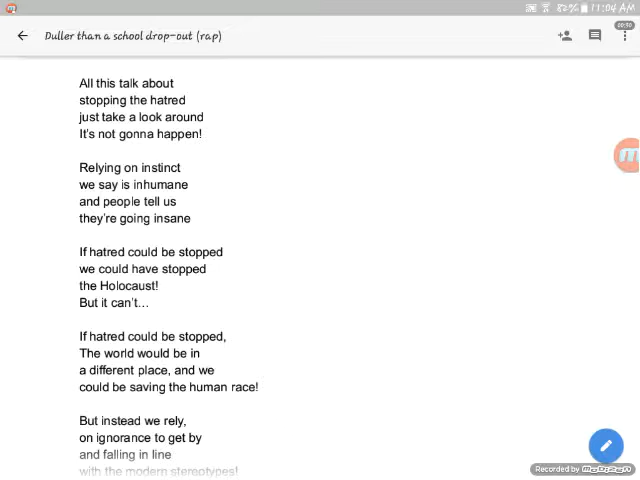 82% 11:04 AM
Duller than a school drop-out (rap)
00:30
All this talk about
stopping the hatred
just take a look around
It's not gonna happen!
Relying on instinct
we say is inhumane
and people tell us
they're going insane
If hatred could be stopped
we could have stopped
the Holocaust!
But it can't…
If hatred could be stopped,
The world would be in
a different place, and we
could be saving the human race!
But instead we rely,
on ignorance to get by
and falling in line
with the modern stereotypes!
Recorded by